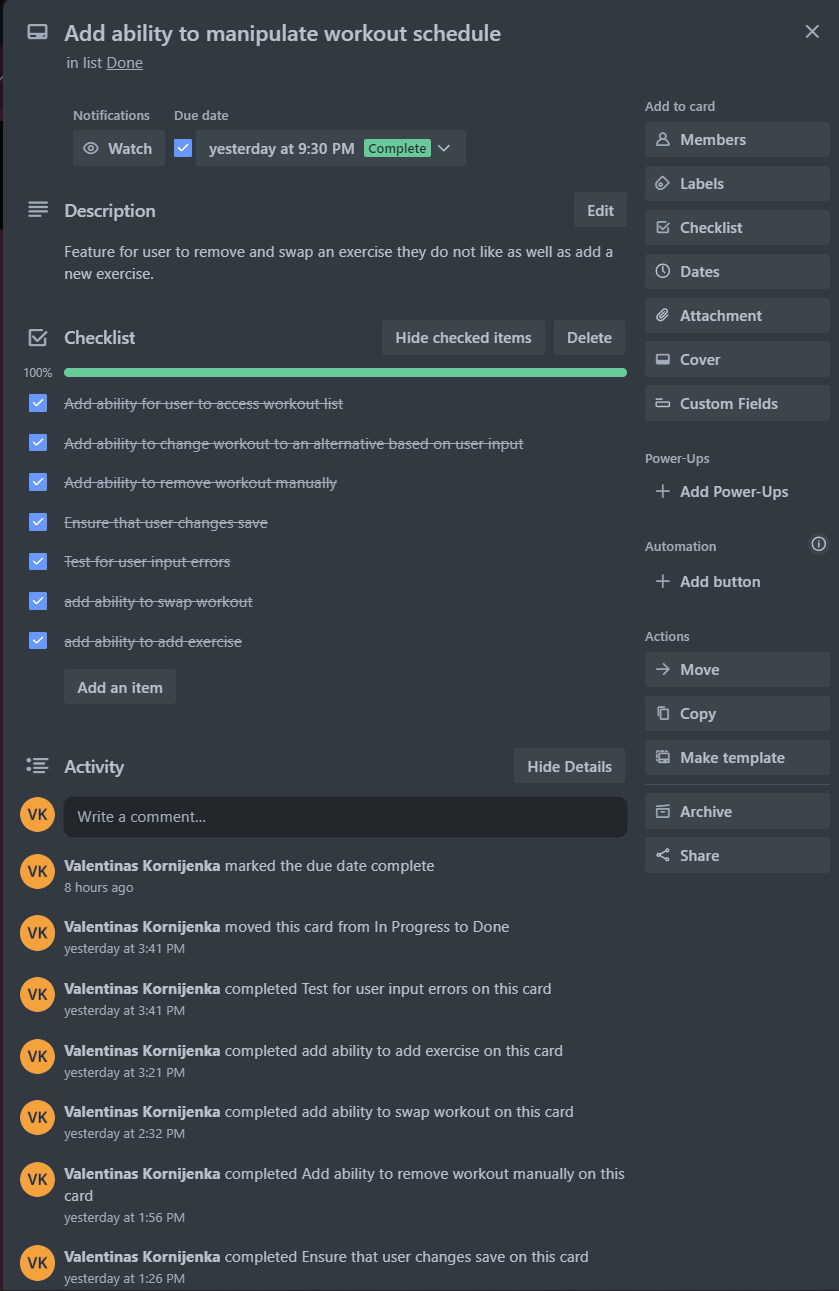 Add ability to manipulate workout schedule
in list Done
Notifications
Due date
Watch
yesterday at 9:30 PM Complete
Description
Edit
Feature for user to remove and swap an exercise they do not like as well as add a
new exercise.
Checklist
Hide checked items
Delete
100%
Add ability for user to access workout list
Add ability to change workout to an alternative based on user input
Add ability to remove workout manually
Ensure that user changes save
Test for user input errors
add ability to swap workout
add ability to add exercise
Add an item
Activity
Hide Details
VK
Write a comment...
VK
Valentinas Kornijenka marked the due date complete
8 hours ago
VK
Valentinas Kornijenka moved this card from In Progress to Done
yesterday at 3:41 PM
VK
Valentinas Kornijenka completed Test for user input errors on this card
yesterday at 3:41 PM
VK
Valentinas Kornijenka completed add ability to add exercise on this card
yesterday at 3:21 PM
VK
Valentinas Kornijenka completed add ability to swap workout on this card
yesterday at 2:32 PM
VK
Valentinas Kornijenka completed Add ability to remove workout manually on this
card
yesterday at 1:56 PM
VK
Valentinas Kornijenka completed Ensure that user changes save on this card
yesterday at 1:26 PM
Add to card
Members
Labels
Checklist
Dates
Attachment
Cover
Custom Fields
Power-Ups
Add Power-Ups
Automation
Add button
Actions
Move
Copy
Make template
Archive
Share